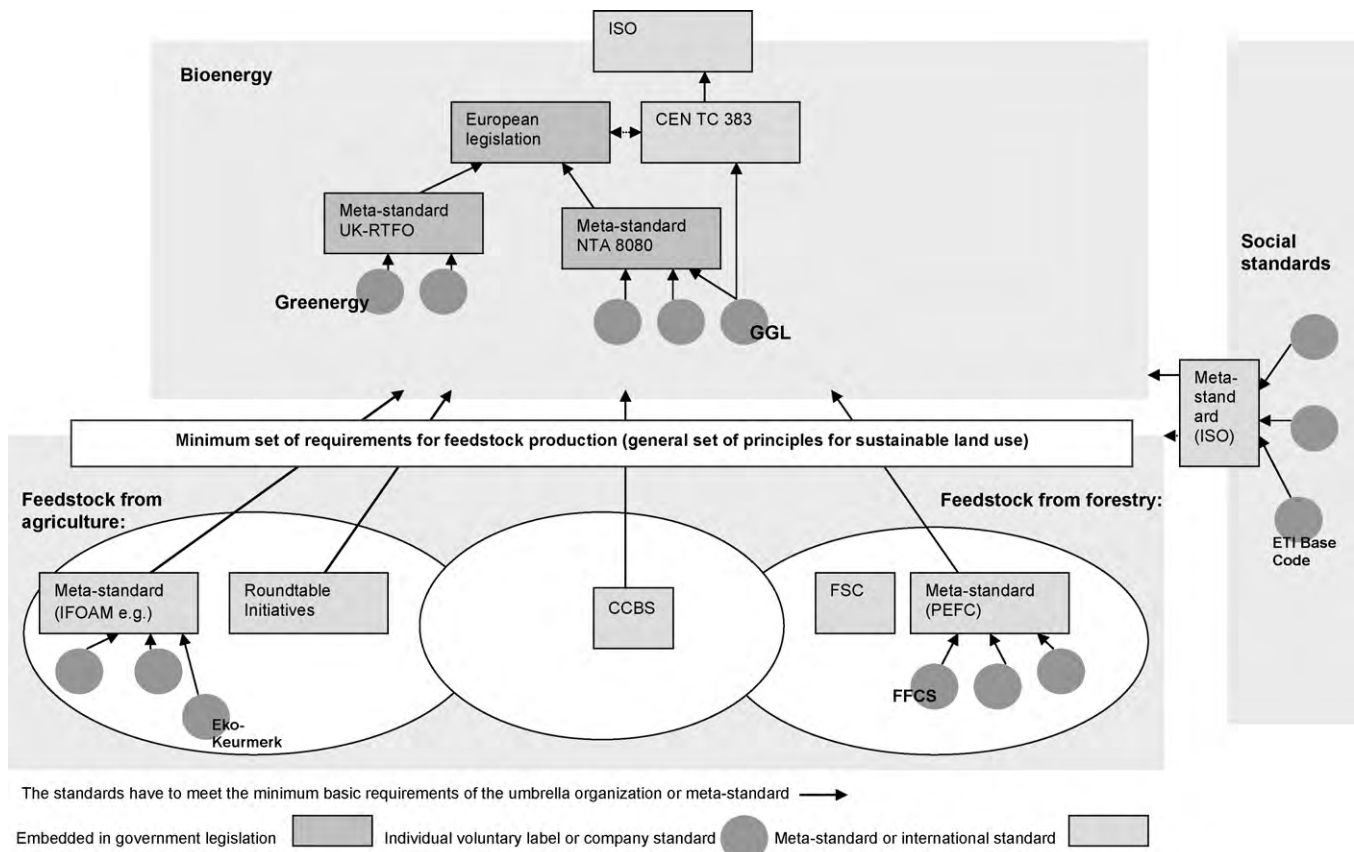 ISO
Bioenergy
European
legislation
CEN TC 383
Meta-standard
UK-RTFO
Meta-standard
NTA 8080
Greenergy
GGL
Social
standards
Meta-
stand
ard
(ISO)
ETI Base
Code
Minimum set of requirements for feedstock production (general set of principles for sustainable land use)
Feedstock from
agriculture:
Feedstock from forestry:
Meta-standard
(IFOAM e.g.)
Roundtable
Initiatives
CCBS
FSC
Meta-standard
(PEFC)
Eko-
Keurmerk
FFCS
The standards have to meet the minimum basic requirements of the umbrella organization or meta-standard
Embedded in government legislation
Individual voluntary label or company standard
Meta-standard or international standard